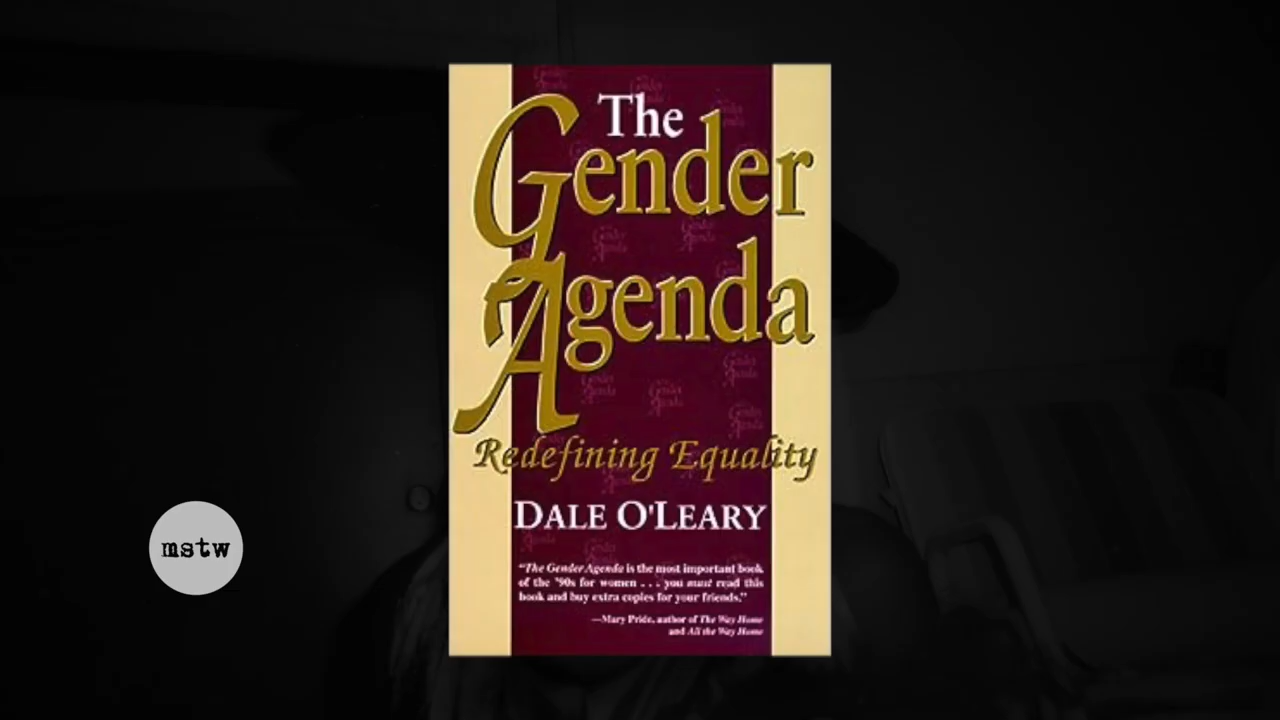 The
Gender
Agenda
Redefining Equality
DALE O'LEARY
"The Gender Agenda is the most important book
of the '90s for women . . . you must read this
book and buy extra copies for your friends."
—Mary Pride, author of The Way Home
and All the Way Home
mstw